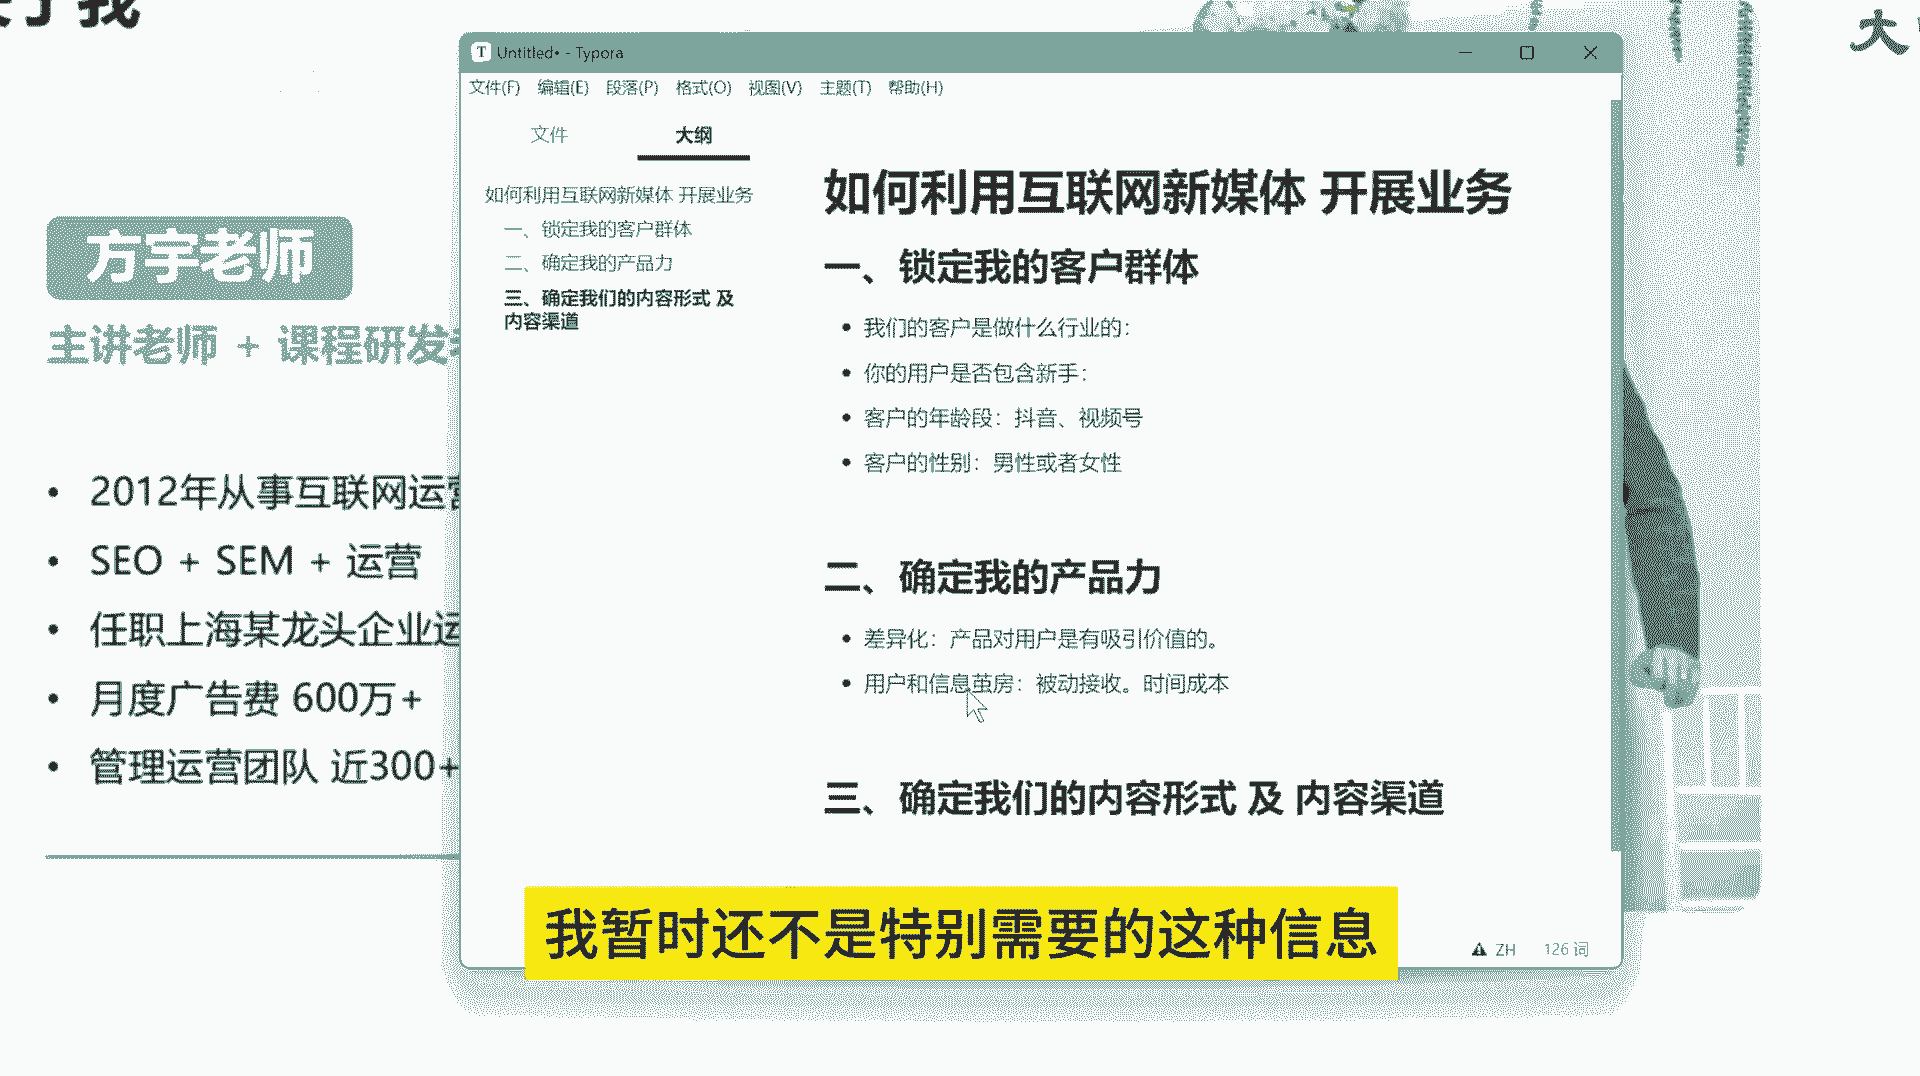 我
大
Untitled• - Typora
文件(F) 编辑(E) 段落(P) 格式(O) 视图(V) 主题(T) 帮助(H)
文件 大纲
如何利用互联网新媒体 开展业务
一、锁定我的客户群体
二、确定我的产品力
三、确定我们的内容形式 及
内容渠道
如何利用互联网新媒体 开展业务
一、锁定我的客户群体
• 我们的客户是做什么行业的：
• 你的用户是否包含新手：
• 客户的年龄段：抖音、视频号
• 客户的性别：男性或者女性
二、确定我的产品力
• 差异化：产品对用户是有吸引价值的。
• 用户和信息茧房：被动接收。时间成本
三、确定我们的内容形式 及 内容渠道
ZH 126 词
方宇老师
主讲老师 + 课程研发
• 2012年从事互联网运营
• SEO + SEM + 运营
• 任职上海某龙头企业运
• 月度广告费 600万+
• 管理运营团队 近300+
我暂时还不是特别需要的这种信息